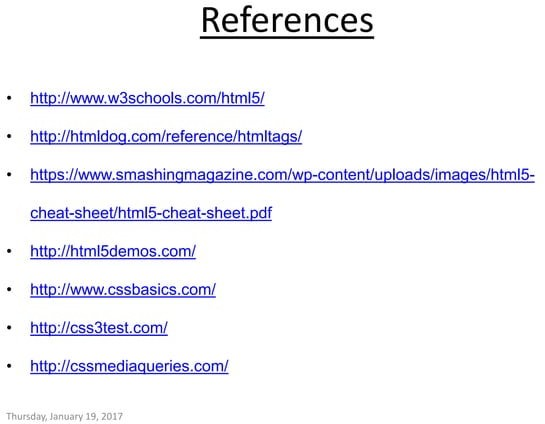 References
• http://www.w3schools.com/html5/
• http://htmldog.com/reference/htmltags/
• https://www.smashingmagazine.com/wp-content/uploads/images/html5-
cheat-sheet/html5-cheat-sheet.pdf
• http://html5demos.com/
• http://www.cssbasics.com/
• http://css3test.com/
• http://cssmediaqueries.com/
Thursday, January 19, 2017